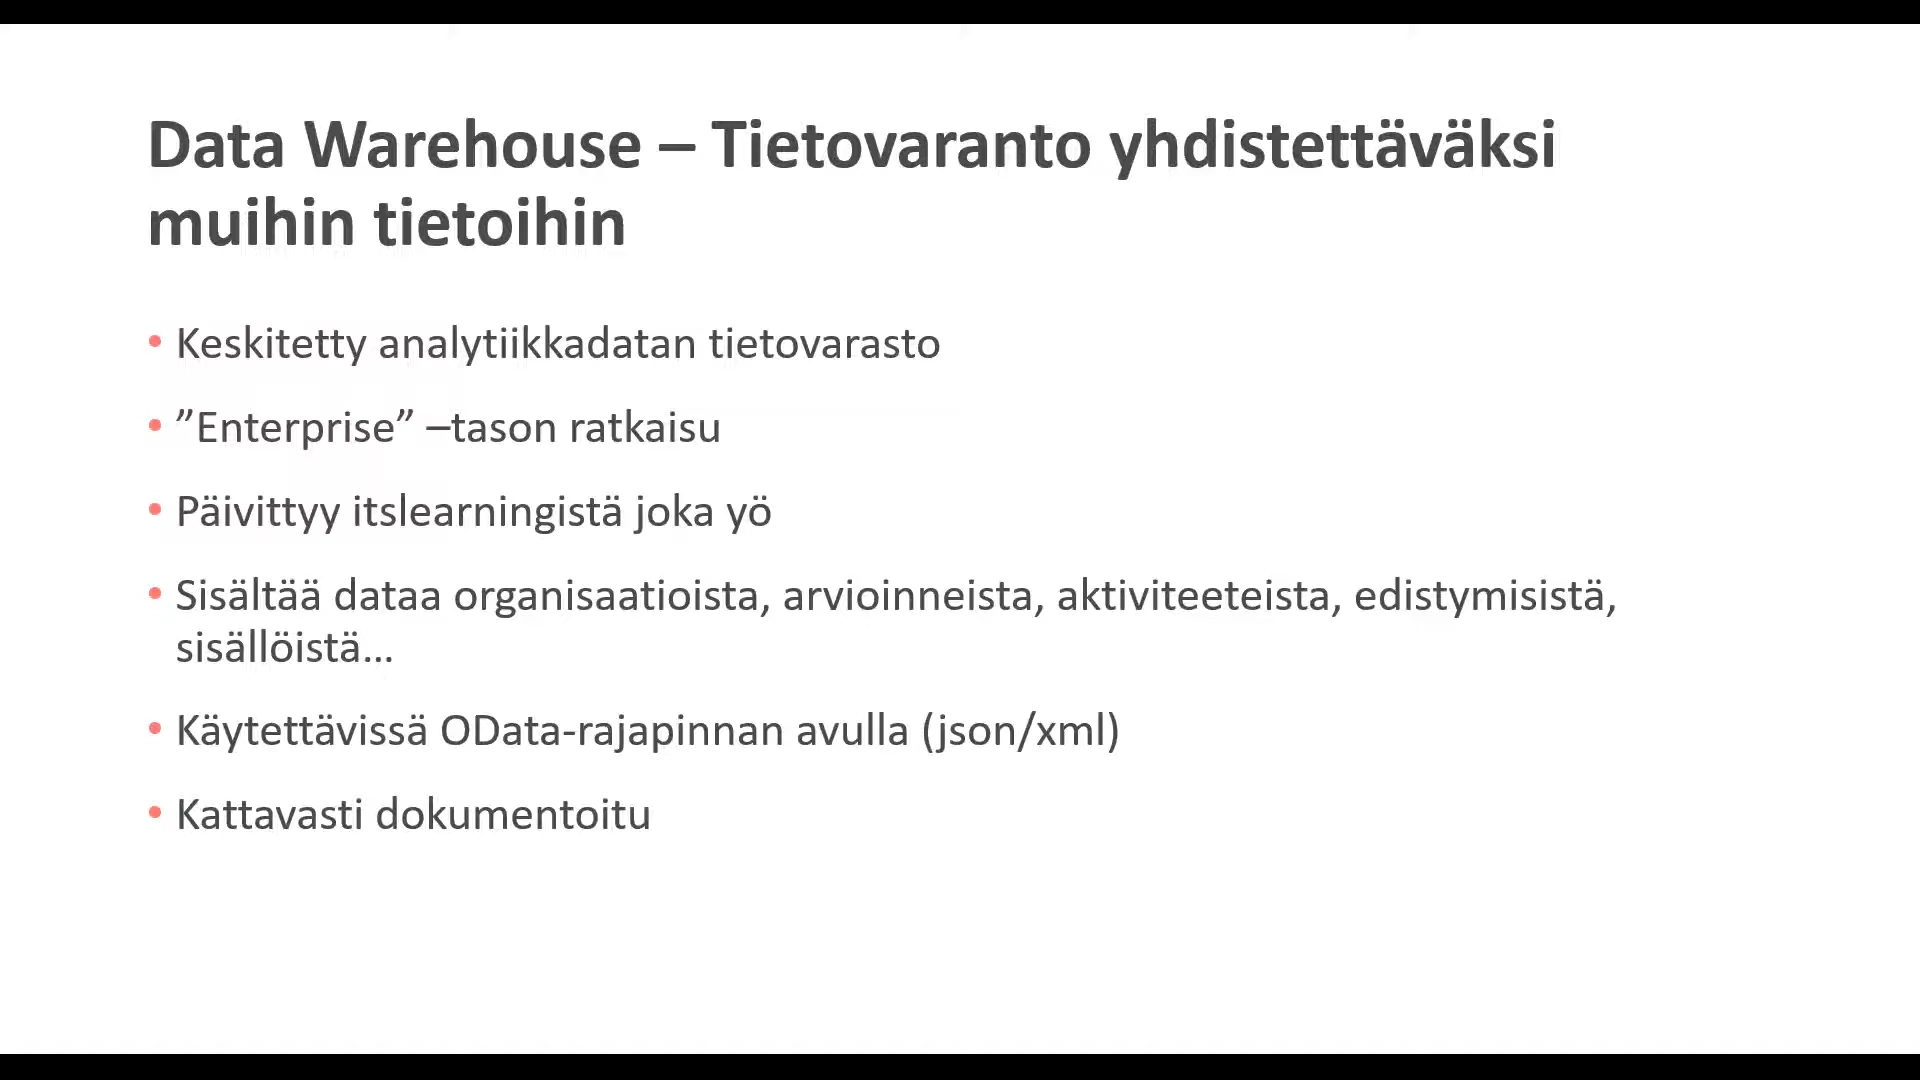 Data Warehouse – Tietovaranto yhdistettäväksi
muihin tietoihin
• Keskitetty analytiikkadatan tietovarasto
• ”Enterprise” –tason ratkaisu
• Päivittyy itslearningistä joka yö
• Sisältää dataa organisaatioista, arvioinneista, aktiviteeteista, edistymisistä,
sisällöistä...
• Käytettävissä OData-rajapinnan avulla (json/xml)
• Kattavasti dokumentoitu